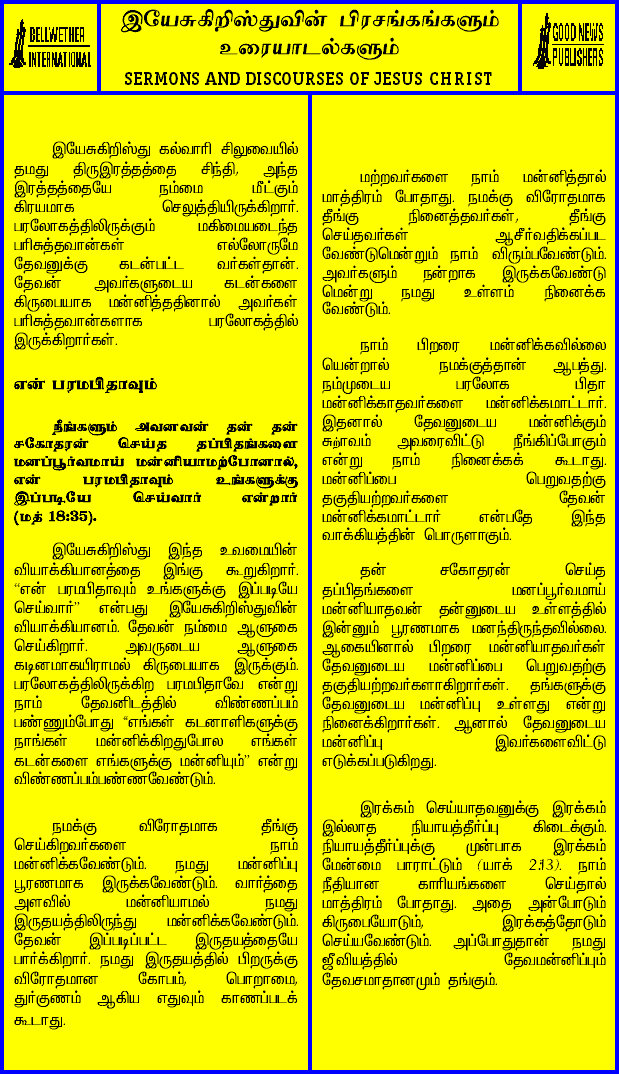 BELLWETHER
INTERNATIONAL
இயேசுகிறிஸ்துவின் பிரசங்கங்களும்
உரையாடல்களும்
SERMONS AND DISCOURSES OF JESUS CHRIST
GOOD NEWS
PUBLISHERS
இயேசுகிறிஸ்து கல்வாரி சிலுவையில்
தமது திருஇரத்தத்தை சிந்தி, அந்த
இரத்தத்தையே நம்மை மீட்கும்
கிரயமாக செலுத்தியிருக்கிறார்.
பரலோகத்திலிருக்கும் மகிமையடைந்த
பரிசுத்தவான்கள் எல்லோருமே
தேவனுக்கு கடன்பட்ட வர்கள்தான்.
தேவன் அவர்களுடைய கடன்களை
கிருபையாக மன்னித்ததினால் அவர்கள்
பரிசுத்தவான்களாக பரலோகத்தில்
இருக்கிறார்கள்.
என் பரமபிதாவும்
நீங்களும் அவனவன் தன் தன்
சகோதரன் செய்த தப்பிதங்களை
மனப்பூர்வமாய் மன்னியாமற்போனால்,
என் பரமபிதாவும் உங்களுக்கு
இப்படியே செய்வார் என்றார்
(மத் 18:35).
இயேசுகிறிஸ்து இந்த உவமையின்
வியாக்கியானத்தை இங்கு கூறுகிறார்.
“என் பரமபிதாவும் உங்களுக்கு இப்படியே
செய்வார்” என்பது இயேசுகிறிஸ்துவின்
வியாக்கியானம். தேவன் நம்மை ஆளுகை
செய்கிறார். அவருடைய ஆளுகை
கடினமாகயிராமல் கிருபையாக இருக்கும்.
பரலோகத்திலிருக்கிற பரமபிதாவே என்று
நாம் தேவனிடத்தில் விண்ணப்பம்
பண்ணும்போது “எங்கள் கடனாளிகளுக்கு
நாங்கள் மன்னிக்கிறதுபோல எங்கள்
கடன்களை எங்களுக்கு மன்னியும்” என்று
விண்ணப்பம்பண்ணவேண்டும்.
நமக்கு விரோதமாக தீங்கு
செய்கிறவர்களை நாம்
மன்னிக்கவேண்டும். நமது மன்னிப்பு
பூரணமாக இருக்கவேண்டும். வார்த்தை
அளவில் மன்னியாமல் நமது
இருதயத்திலிருந்து மன்னிக்கவேண்டும்.
தேவன் இப்படிப்பட்ட இருதயத்தையே
பார்க்கிறார். நமது இருதயத்தில் பிறருக்கு
விரோதமான கோபம், பொறாமை,
துர்குணம் ஆகிய எதுவும் காணப்படக்
கூடாது.
மற்றவர்களை நாம் மன்னித்தால்
மாத்திரம் போதாது. நமக்கு விரோதமாக
தீங்கு நினைத்தவர்கள், தீங்கு
செய்தவர்கள் ஆசீர்வதிக்கப்பட
வேண்டுமென்றும் நாம் விரும்பவேண்டும்.
அவர்களும் நன்றாக இருக்கவேண்டு
மென்று நமது உள்ளம் நினைக்க
வேண்டும்.
நாம் பிறரை மன்னிக்கவில்லை
யென்றால் நமக்குத்தான் ஆபத்து.
நம்முடைய பரலோக பிதா
மன்னிக்காதவர்களை மன்னிக்கமாட்டார்.
இதனால் தேவனுடைய மன்னிக்கும்
சுறாவம் அவரைவிட்டு நீங்கிப்போகும்
என்று நாம் நினைக்கக் கூடாது.
மன்னிப்பை பெறுவதற்கு
தகுதியற்றவர்களை தேவன்
மன்னிக்கமாட்டார் என்பதே இந்த
வாக்கியத்தின் பொருளாகும்.
தன் சகோதரன் செய்த
தப்பிதங்களை மனப்பூர்வமாய்
மன்னியாதவன் தன்னுடைய உள்ளத்தில்
இன்னும் பூரணமாக மனந்திருந்தவில்லை.
ஆகையினால் பிறரை மன்னியாதவர்கள்
தேவனுடைய மன்னிப்பை பெறுவதற்கு
தகுதியற்றவர்களாகிறார்கள். தங்களுக்கு
தேவனுடைய மன்னிப்பு உள்ளது என்று
நினைக்கிறார்கள். ஆனால் தேவனுடைய
மன்னிப்பு இவர்களைவிட்டு
எடுக்கப்படுகிறது.
இரக்கம் செய்யாதவனுக்கு இரக்கம்
இல்லாத நியாயத்தீர்ப்பு கிடைக்கும்.
நியாயத்தீர்ப்புக்கு முன்பாக இரக்கம்
மேன்மை பாராட்டும் (யாக் 2:13). நாம்
நீதியான காரியங்களை செய்தால்
மாத்திரம் போதாது. அதை அன்போடும்
கிருபையோடும், இரக்கத்தோடும்
செய்யவேண்டும். அப்போதுதான் நமது
ஜீவியத்தில் தேவமன்னிப்பும்
தேவசமாதானமும் தங்கும்.